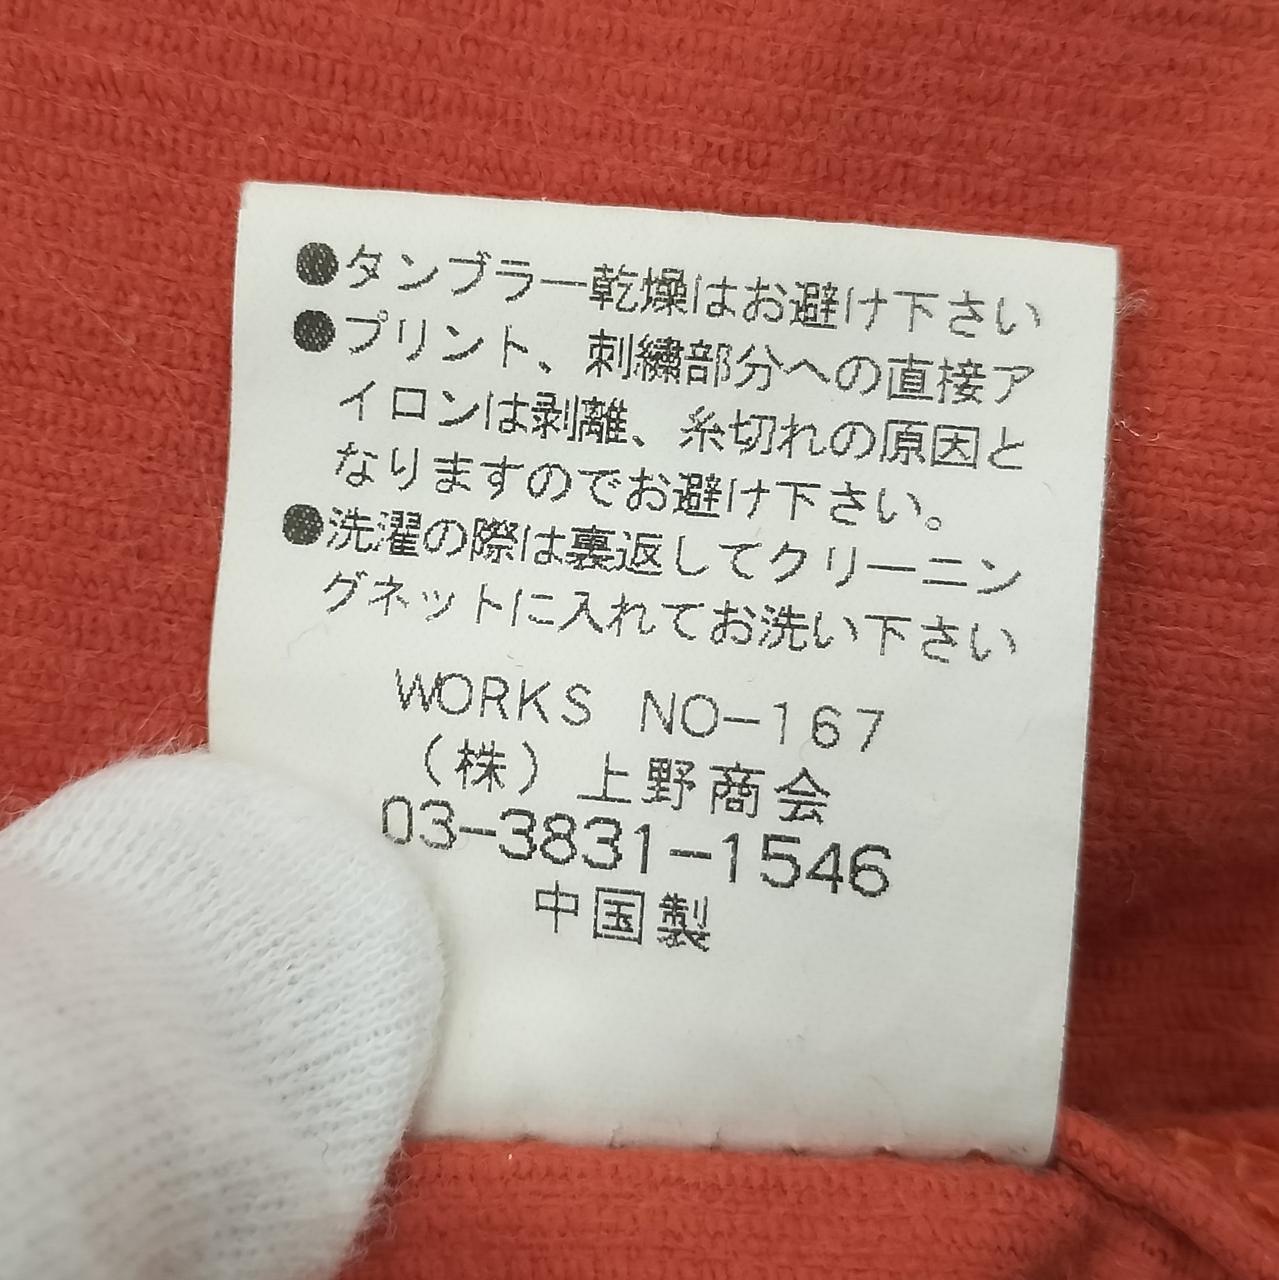 ●タンブラー乾燥はお避け下さい
●プリント、刺繍部分への直接ア
イロンは剥離、糸切れの原因と
なりますのでお避け下さい。
●洗濯の際は裏返してクリーニン
グネットに入れてお洗い下さい
WORKS NO-167
(株)上野商会
03-3831-1546
中国製